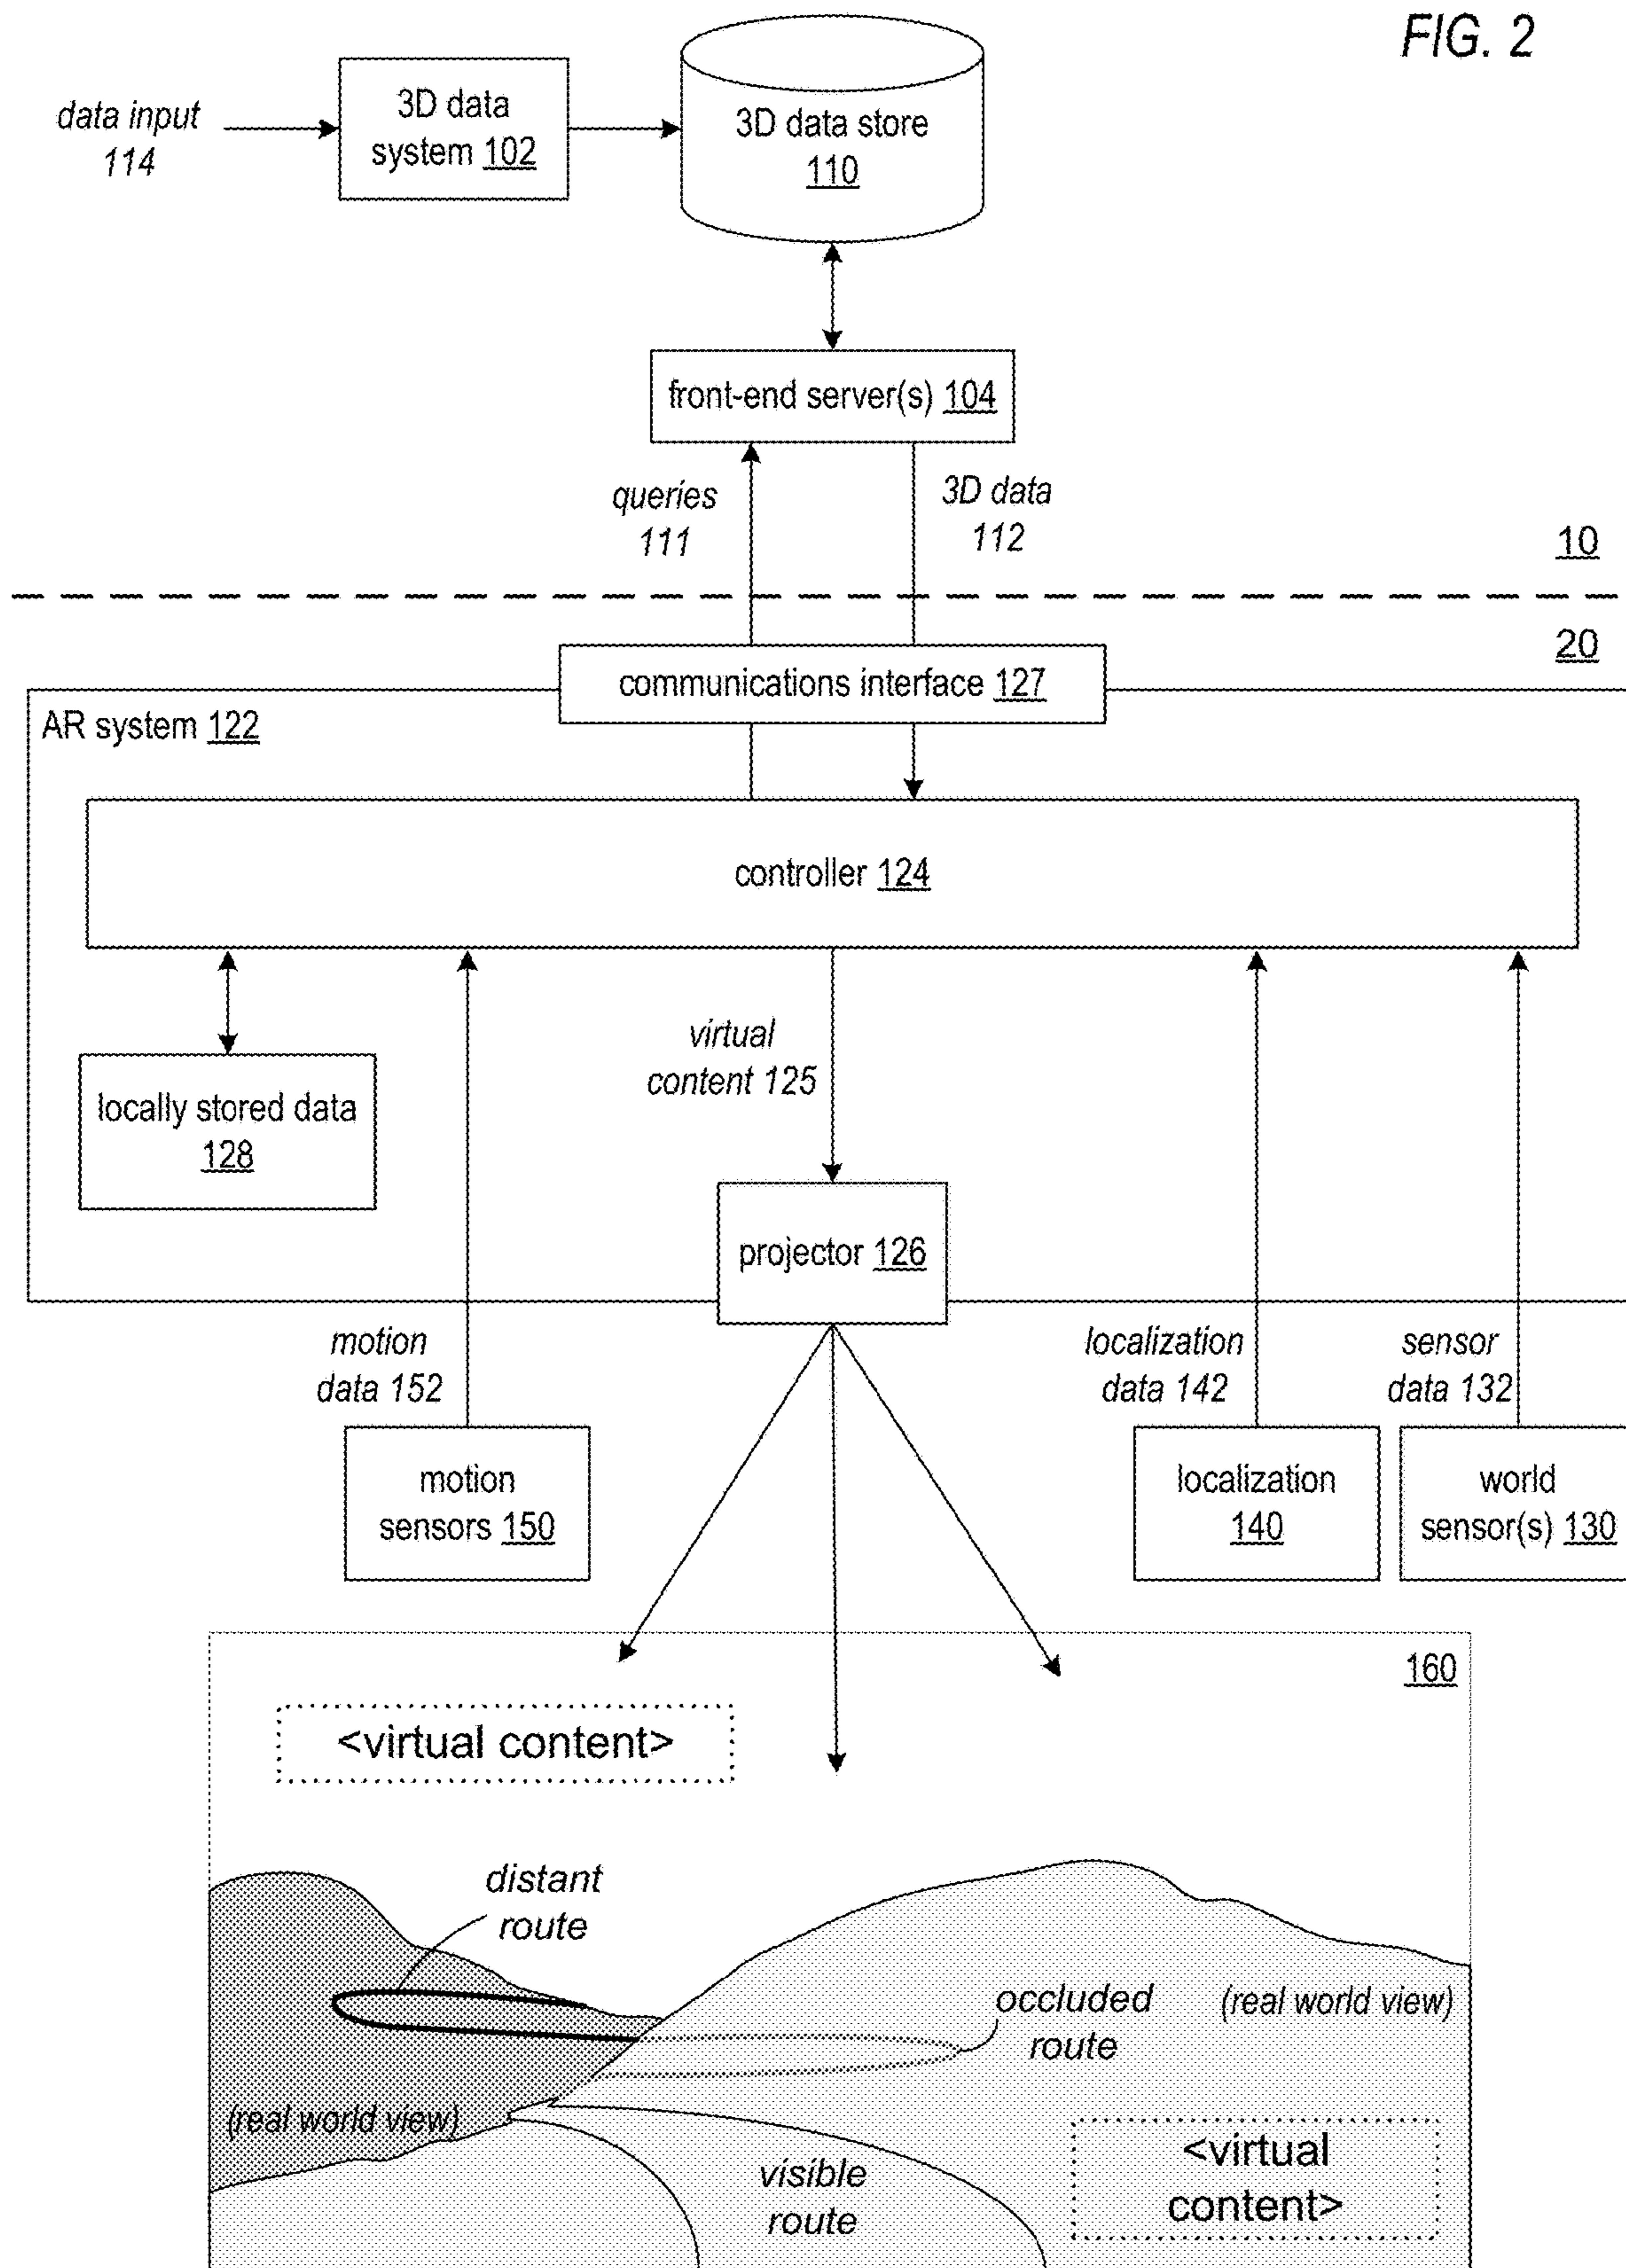 FIG. 2
data input
114
3D data
system 102
3D data store
110
front-end server(s) 104
queries
111
3D data
112
10
20
communications interface 127
AR system 122
controller 124
virtual
content 125
locally stored data
128
projector 126
motion
data 152
localization
data 142
sensor
data 132
motion
sensors 150
localization
140
world
sensor(s) 130
160
<virtual content>
distant
route
occluded
route
(real world view)
(real world view)
visible
route
<virtual
content>